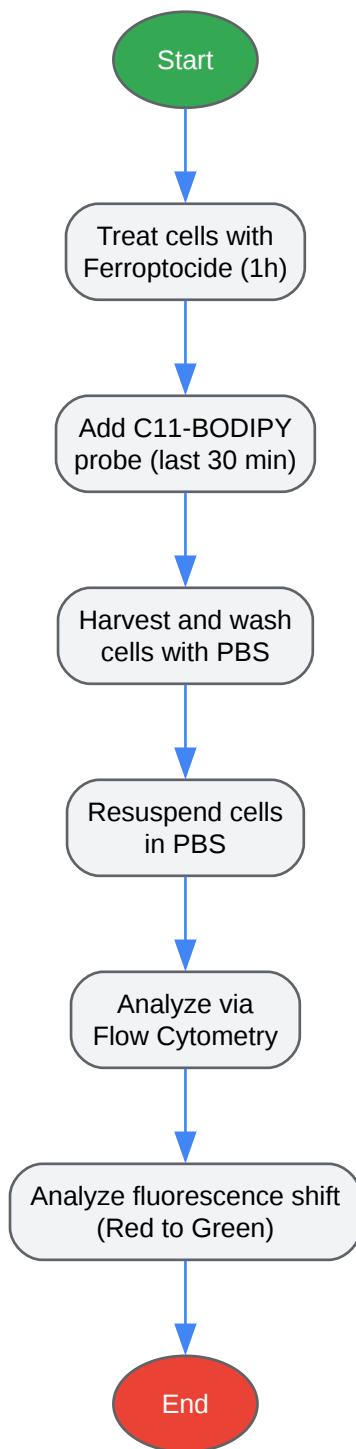 Start
Treat cells with
Ferroptocide (1h)
Add C11-BODIPY
probe (last 30 min)
Harvest and wash
cells with PBS
Resuspend cells
in PBS
Analyze via
Flow Cytometry
Analyze fluorescence shift
(Red to Green)
End